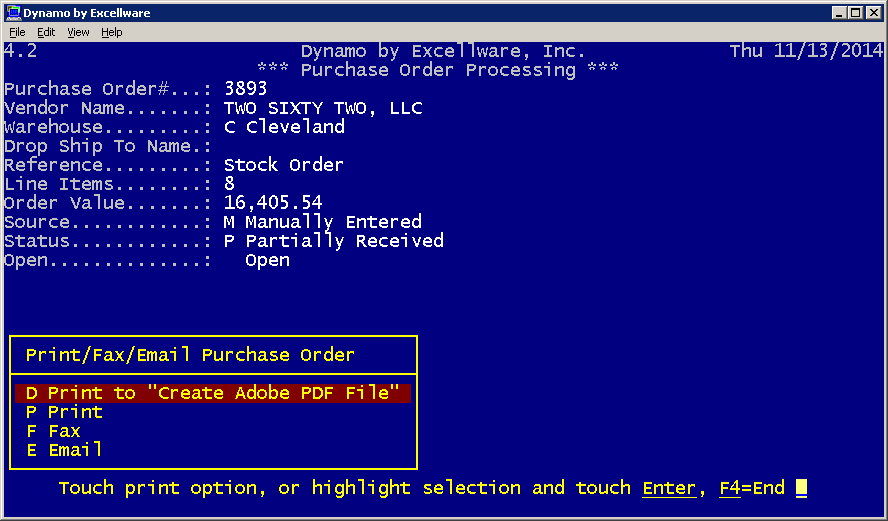 Dynamo by Excellware
File Edit View Help
4.2 Dynamo by Excellware, Inc. Thu 11/13/2014
*** Purchase Order Processing ***
Purchase Order#...: 3893
Vendor Name.......: TWO SIXTY TWO, LLC
Warehouse.........: C Cleveland
Drop Ship To Name.:
Reference.........: Stock Order
Line Items........: 8
Order Value.......: 16,405.54
Source............: M Manually Entered
Status............: P Partially Received
Open..............: Open
Print/Fax/Email Purchase Order
D Print to "Create Adobe PDF File"
P Print
F Fax
E Email
Touch print option, or highlight selection and touch Enter, F4=End